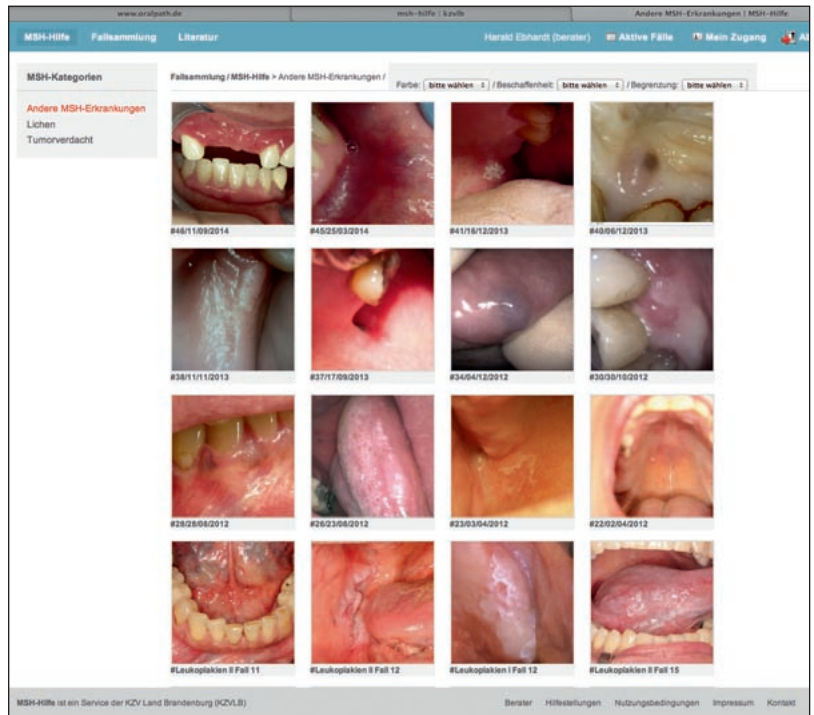 www.oralpath.de
msh-hilfe | kzvlb
Andere MSH-Erkrankungen | MSH-Hilfe
MSH-Hilfe Fallsammlung Literatur
Harald Ebhardt (berater) Aktive Fälle Mein Zugang
MSH-Kategorien
Andere MSH-Erkrankungen
Lichen
Tumorverdacht
Fallsammlung / MSH-Hilfe > Andere MSH-Erkrankungen /
Farbe: bitte wählen / Beschaffenheit: bitte wählen / Begrenzung: bitte wählen
#46/11/09/2014
#45/25/03/2014
#41/16/12/2013
#40/06/12/2013
#38/11/11/2013
#37/17/09/2013
#34/04/12/2012
#30/30/10/2012
#28/28/08/2012
#26/23/08/2012
#23/03/04/2012
#22/02/04/2012
#Leukoplakien II Fall 11
#Leukoplakien II Fall 12
#Leukoplakien I Fall 12
#Leukoplakien II Fall 15
MSH-Hilfe ist ein Service der KZV Land Brandenburg (KZVLB)
Berater Hilfestellungen Nutzungsbedingungen Impressum Kontakt